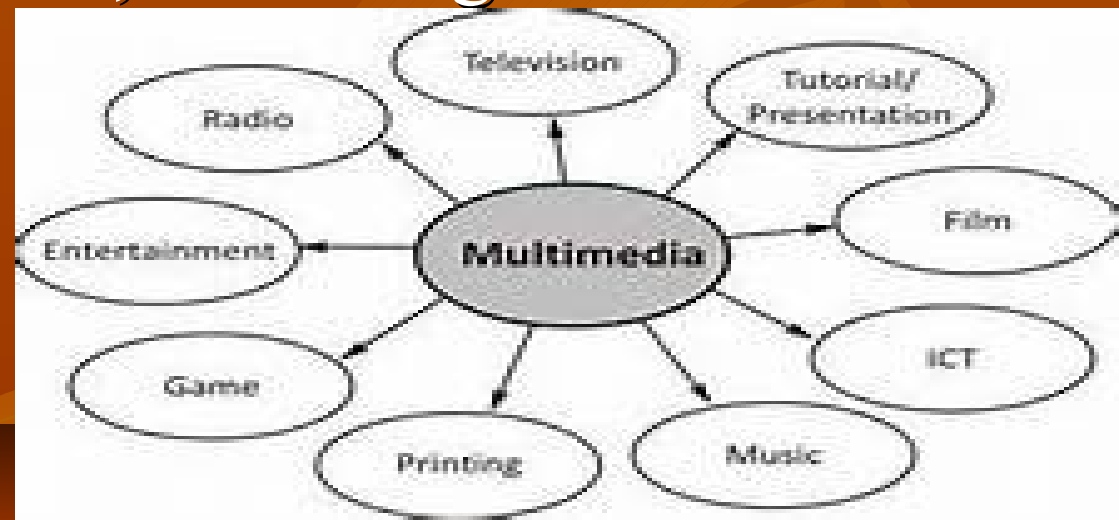 Television
Tutorial/
Presentation
Radio
Film
Entertainment
Multimedia
ICT
Game
Music
Printing